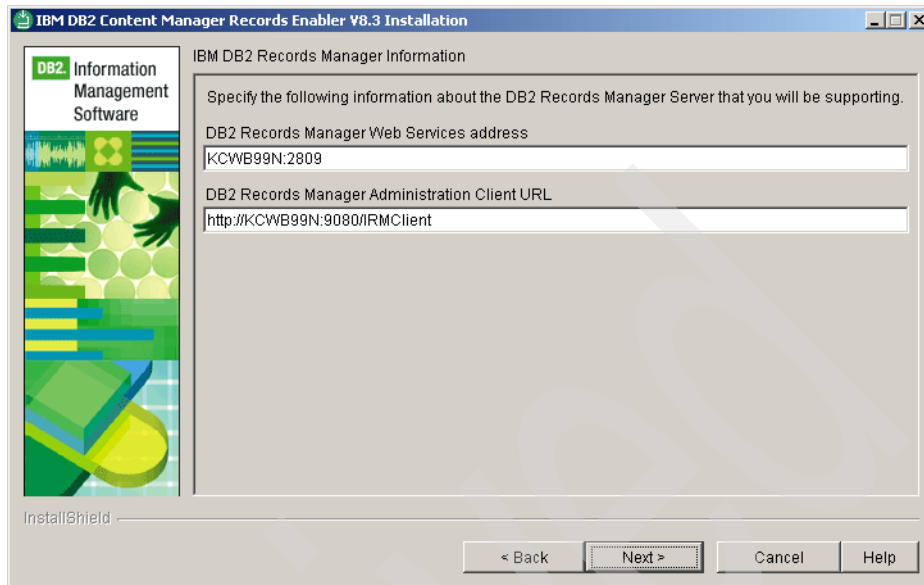 IBM DB2 Content Manager Records Enabler V8.3 Installation
DB2. Information
Management
Software
IBM DB2 Records Manager Information
Specify the following information about the DB2 Records Manager Server that you will be supporting.
DB2 Records Manager Web Services address
KCWB99N:2809
DB2 Records Manager Administration Client URL
http://KCWB99N:9080/IRMClient
InstallShield
< Back
Next >
Cancel
Help